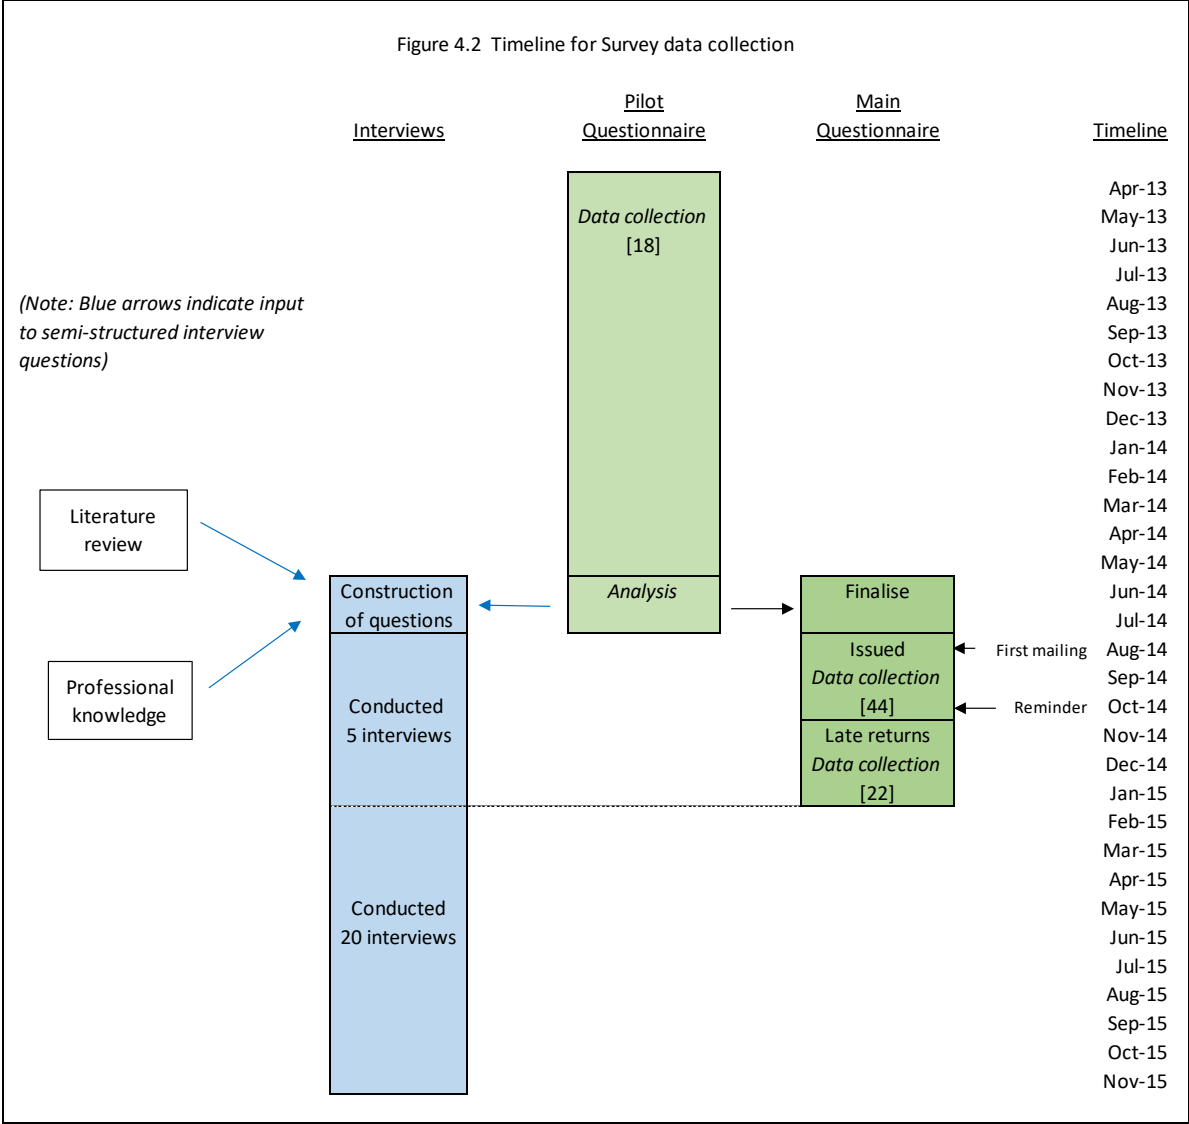 Figure 4.2 Timeline for Survey data collection
Interviews
Pilot
Questionnaire
Main
Questionnaire
Timeline
(Note: Blue arrows indicate input
to semi-structured interview
questions)
Literature
review
Professional
knowledge
Construction
of questions
Conducted
5 interviews
Conducted
20 interviews
Data collection
[18]
Analysis
Finalise
Issued
Data collection
[44]
Late returns
Data collection
[22]
First mailing
Reminder
Apr-13
May-13
Jun-13
Jul-13
Aug-13
Sep-13
Oct-13
Nov-13
Dec-13
Jan-14
Feb-14
Mar-14
Apr-14
May-14
Jun-14
Jul-14
Aug-14
Sep-14
Oct-14
Nov-14
Dec-14
Jan-15
Feb-15
Mar-15
Apr-15
May-15
Jun-15
Jul-15
Aug-15
Sep-15
Oct-15
Nov-15